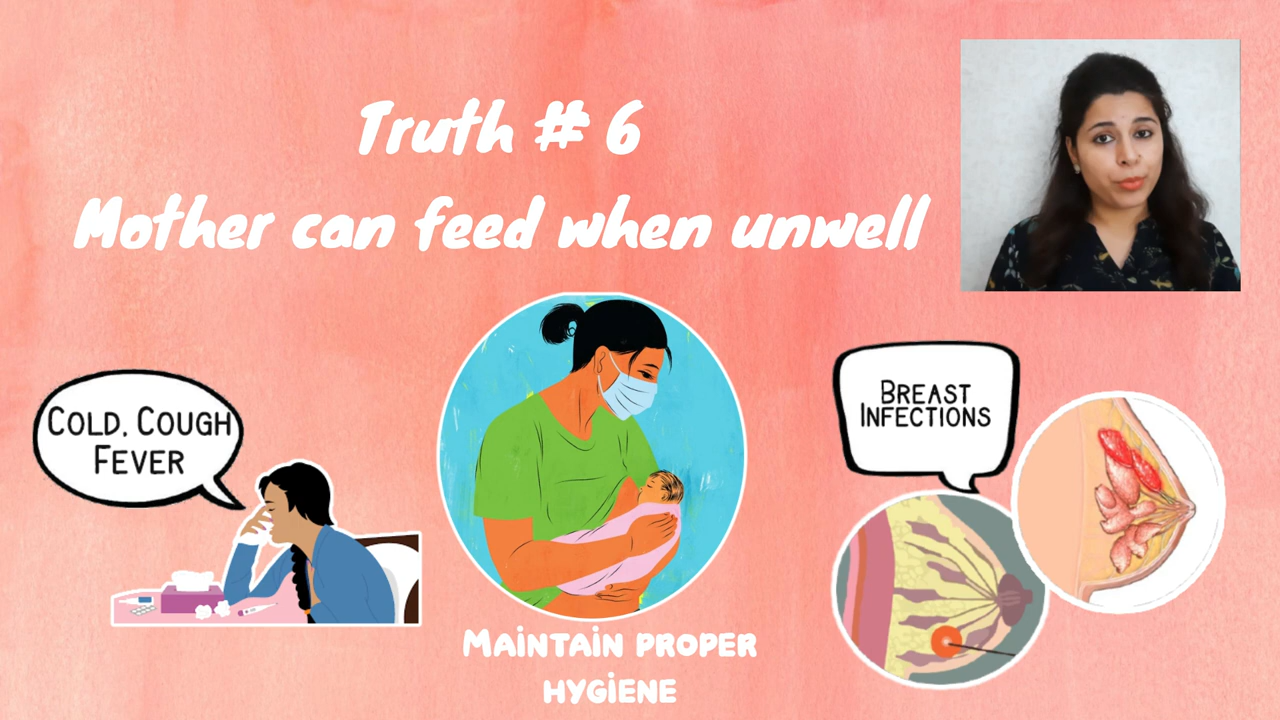 Truth # 6
Mother can feed when unwell
COLD, COUGH
FEVER
MAINTAIN PROPER
HYGIENE
BREAST
INFECTIONS